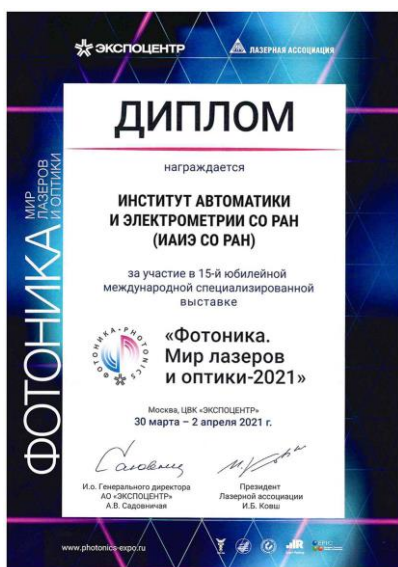 ЭКСПОЦЕНТР
ЛАЗЕРНАЯ АССОЦИАЦИЯ
ФОТОНИКА
МИР
ЛАЗЕРОВ
И ОПТИКИ
ДИПЛОМ
награждается
ИНСТИТУТ АВТОМАТИКИ
И ЭЛЕКТРОМЕТРИИ СО РАН
(ИАИЭ СО РАН)
за участие в 15-й юбилейной
международной специализированной
выставке
ФОТОНИКА-PHOTONICS
«Фотоника.
Мир лазеров
и оптики-2021»
Москва, ЦВК «ЭКСПОЦЕНТР»
30 марта – 2 апреля 2021 г.
И.о. Генерального директора
АО «ЭКСПОЦЕНТР»
А.В. Садовничая
Президент
Лазерной ассоциации
И.Б. Ковш
www.photonics-expo.ru